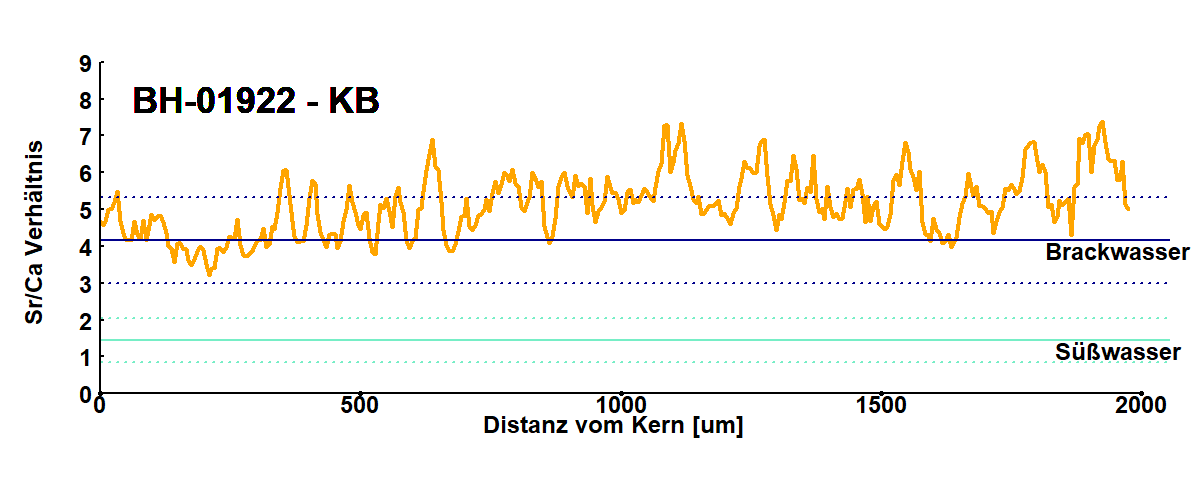 BH-01922 - KB
Sr/Ca Verhältnis
9
8
7
6
5
4
3
2
1
0
Brackwasser
Süßwasser
0 500 1000 1500 2000
Distanz vom Kern [um]